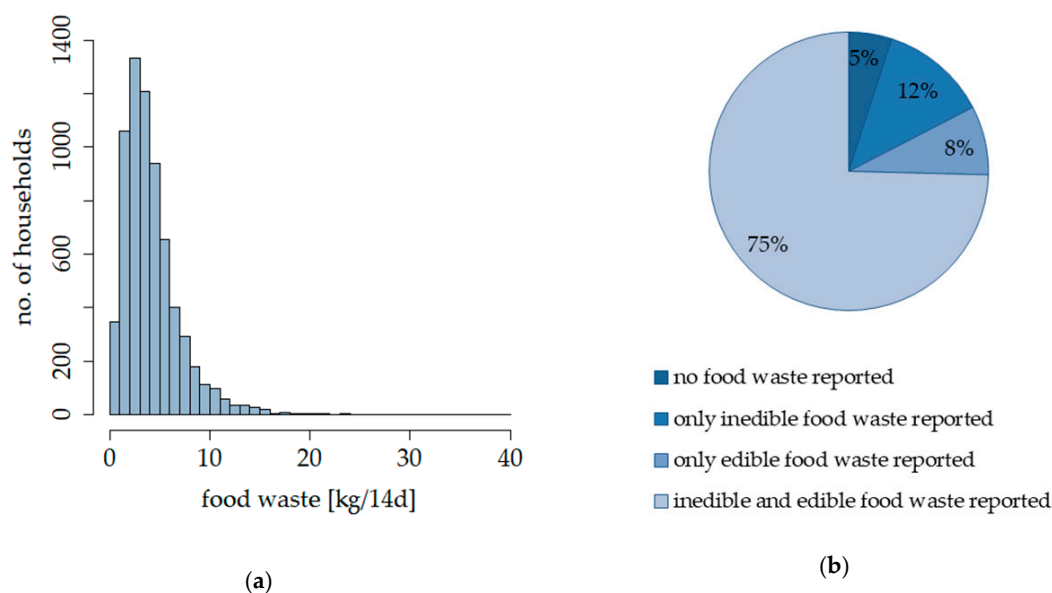 1400
1000
600
200
0
no. of households
0 10 20 30 40
food waste [kg/14d]
(a)
5%
12%
8%
75%
no food waste reported
only inedible food waste reported
only edible food waste reported
inedible and edible food waste reported
(b)